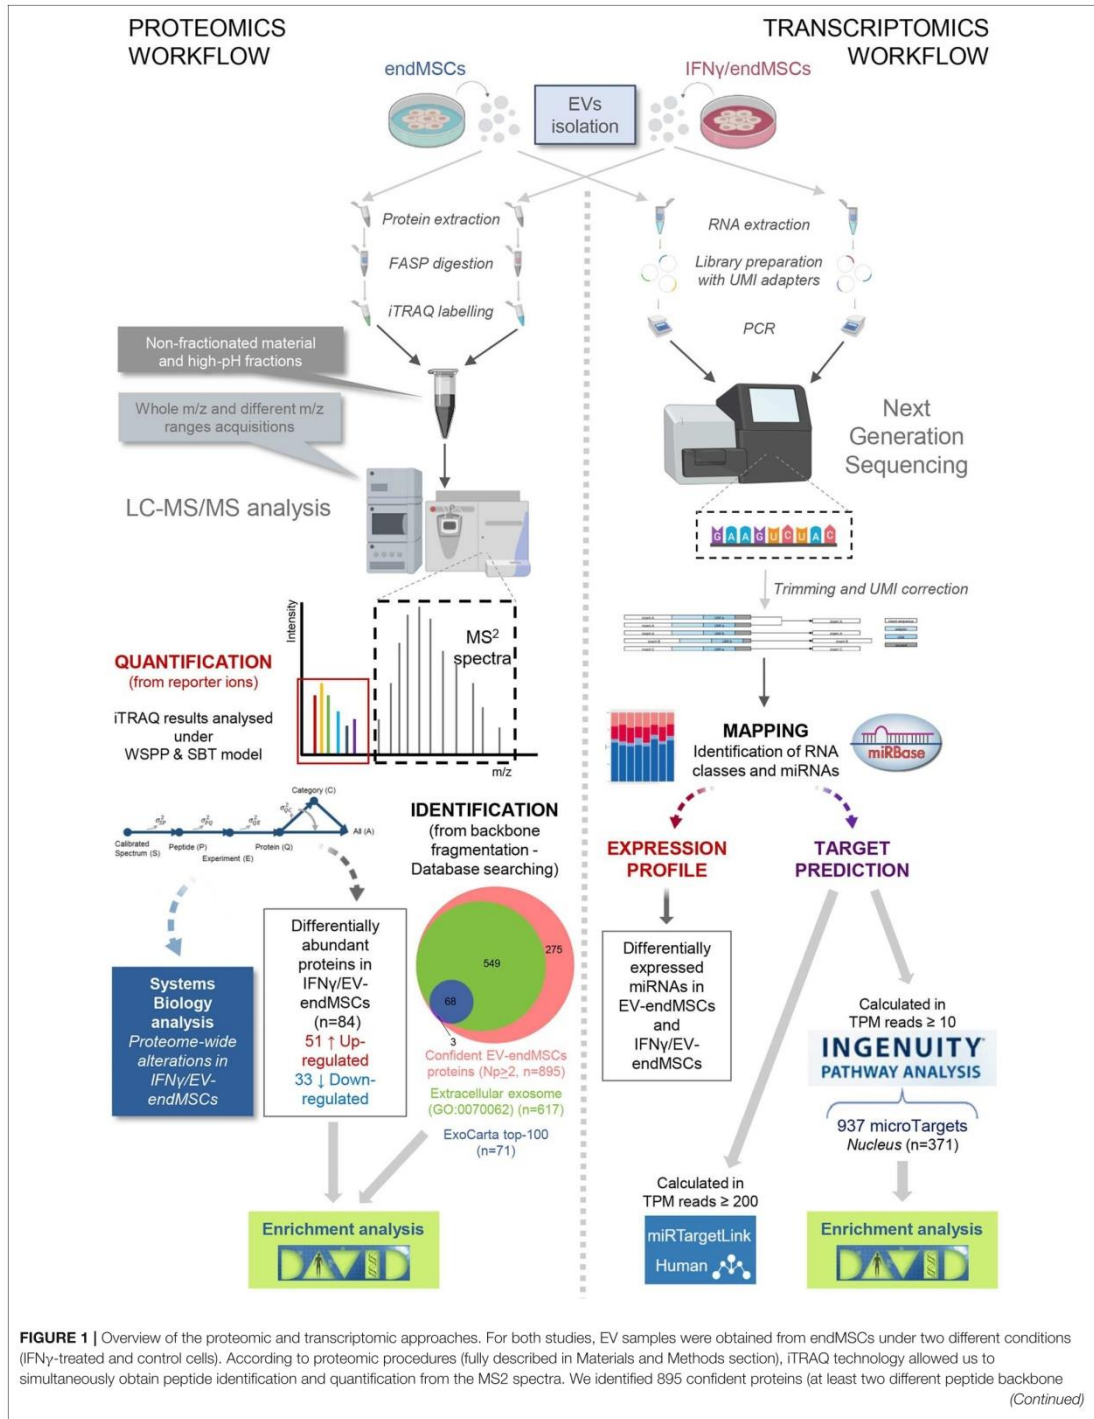 PROTEOMICS
WORKFLOW
TRANSCRIPTOMICS
WORKFLOW
endMSCs
EVs
isolation
IFNγ/endMSCs
Protein extraction
FASP digestion
iTRAQ labelling
Non-fractionated material
and high-pH fractions
Whole m/z and different m/z
ranges acquisitions
LC-MS/MS analysis
Intensity
MS²
spectra
m/z
QUANTIFICATION
(from reporter ions)
iTRAQ results analysed
under
WSPP & SBT model
Category (C)
All (A)
Calibrated
Spectrum (S)
Peptide (P)
Experiment (E)
Protein (Q)
IDENTIFICATION
(from backbone
fragmentation -
Database searching)
275
549
68
3
Confident EV-endMSCs
proteins (Np≥2, n=895)
Extracellular exosome
(GO:0070062) (n=617)
ExoCarta top-100
(n=71)
Systems
Biology
analysis
Proteome-wide
alterations in
IFNγ/EV-
endMSCs
Differentially
abundant
proteins in
IFNγ/EV-
endMSCs
(n=84)
51 ↑ Up-
regulated
33 ↓ Down-
regulated
Enrichment analysis
DAVID
RNA extraction
Library preparation
with UMI adapters
PCR
Next
Generation
Sequencing
GAAGUCUAC
Trimming and UMI correction
MAPPING
Identification of RNA
classes and miRNAs
miRBase
EXPRESSION
PROFILE
TARGET
PREDICTION
Differentially
expressed
miRNAs in
EV-endMSCs
and
IFNγ/EV-
endMSCs
Calculated in
TPM reads ≥ 10
INGENUITY
PATHWAY ANALYSIS
937 microTargets
Nucleus (n=371)
Calculated in
TPM reads ≥ 200
miRTargetLink
Human
Enrichment analysis
DAVID
FIGURE 1 | Overview of the proteomic and transcriptomic approaches. For both studies, EV samples were obtained from endMSCs under two different conditions
(IFNγ-treated and control cells). According to proteomic procedures (fully described in Materials and Methods section), iTRAQ technology allowed us to
simultaneously obtain peptide identification and quantification from the MS2 spectra. We identified 895 confident proteins (at least two different peptide backbone
(Continued)